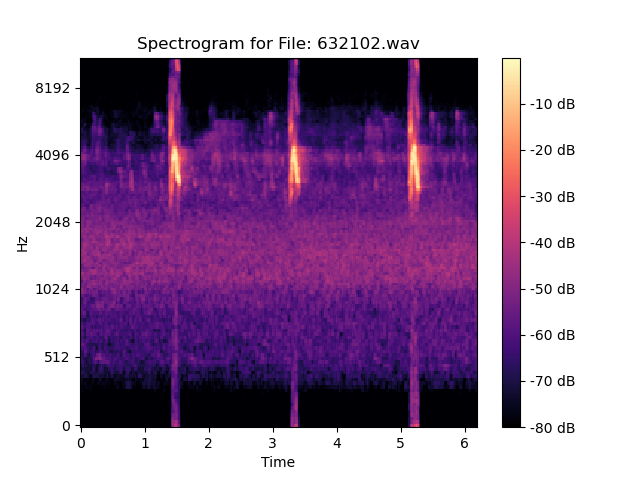 Spectrogram for File: 632102.wav
8192
4096
2048
1024
512
0
Hz
0 1 2 3 4 5 6
Time
-10 dB
-20 dB
-30 dB
-40 dB
-50 dB
-60 dB
-70 dB
-80 dB